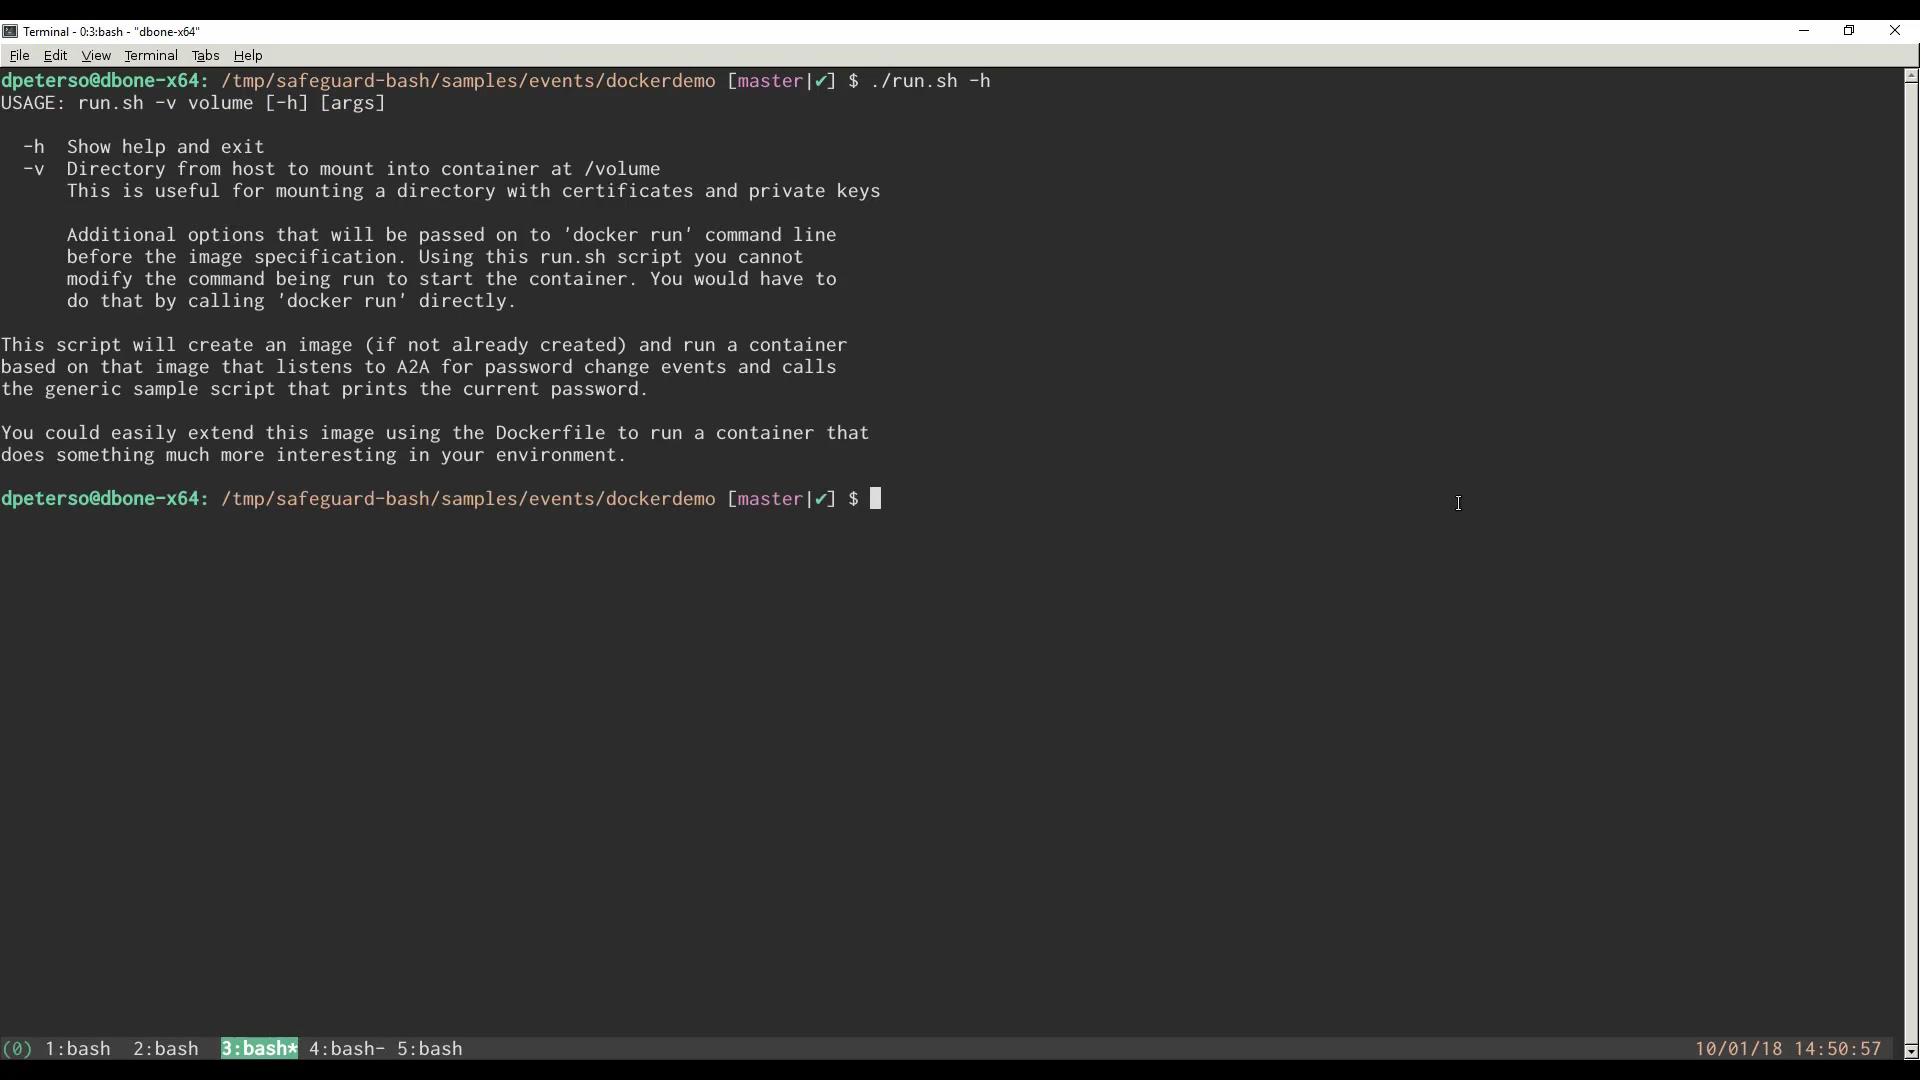 Terminal - 0:3:bash - "dbone-x64"
File Edit View Terminal Tabs Help
dpeterso@dbone-x64: /tmp/safeguard-bash/samples/events/dockerdemo [master|✔] $ ./run.sh -h
USAGE: run.sh -v volume [-h] [args]
-h  Show help and exit
-v  Directory from host to mount into container at /volume
This is useful for mounting a directory with certificates and private keys
Additional options that will be passed on to 'docker run' command line
before the image specification. Using this run.sh script you cannot
modify the command being run to start the container. You would have to
do that by calling 'docker run' directly.
This script will create an image (if not already created) and run a container
based on that image that listens to A2A for password change events and calls
the generic sample script that prints the current password.
You could easily extend this image using the Dockerfile to run a container that
does something much more interesting in your environment.
dpeterso@dbone-x64: /tmp/safeguard-bash/samples/events/dockerdemo [master|✔] $
(0) 1:bash  2:bash  3:bash* 4:bash- 5:bash 10/01/18 14:50:57